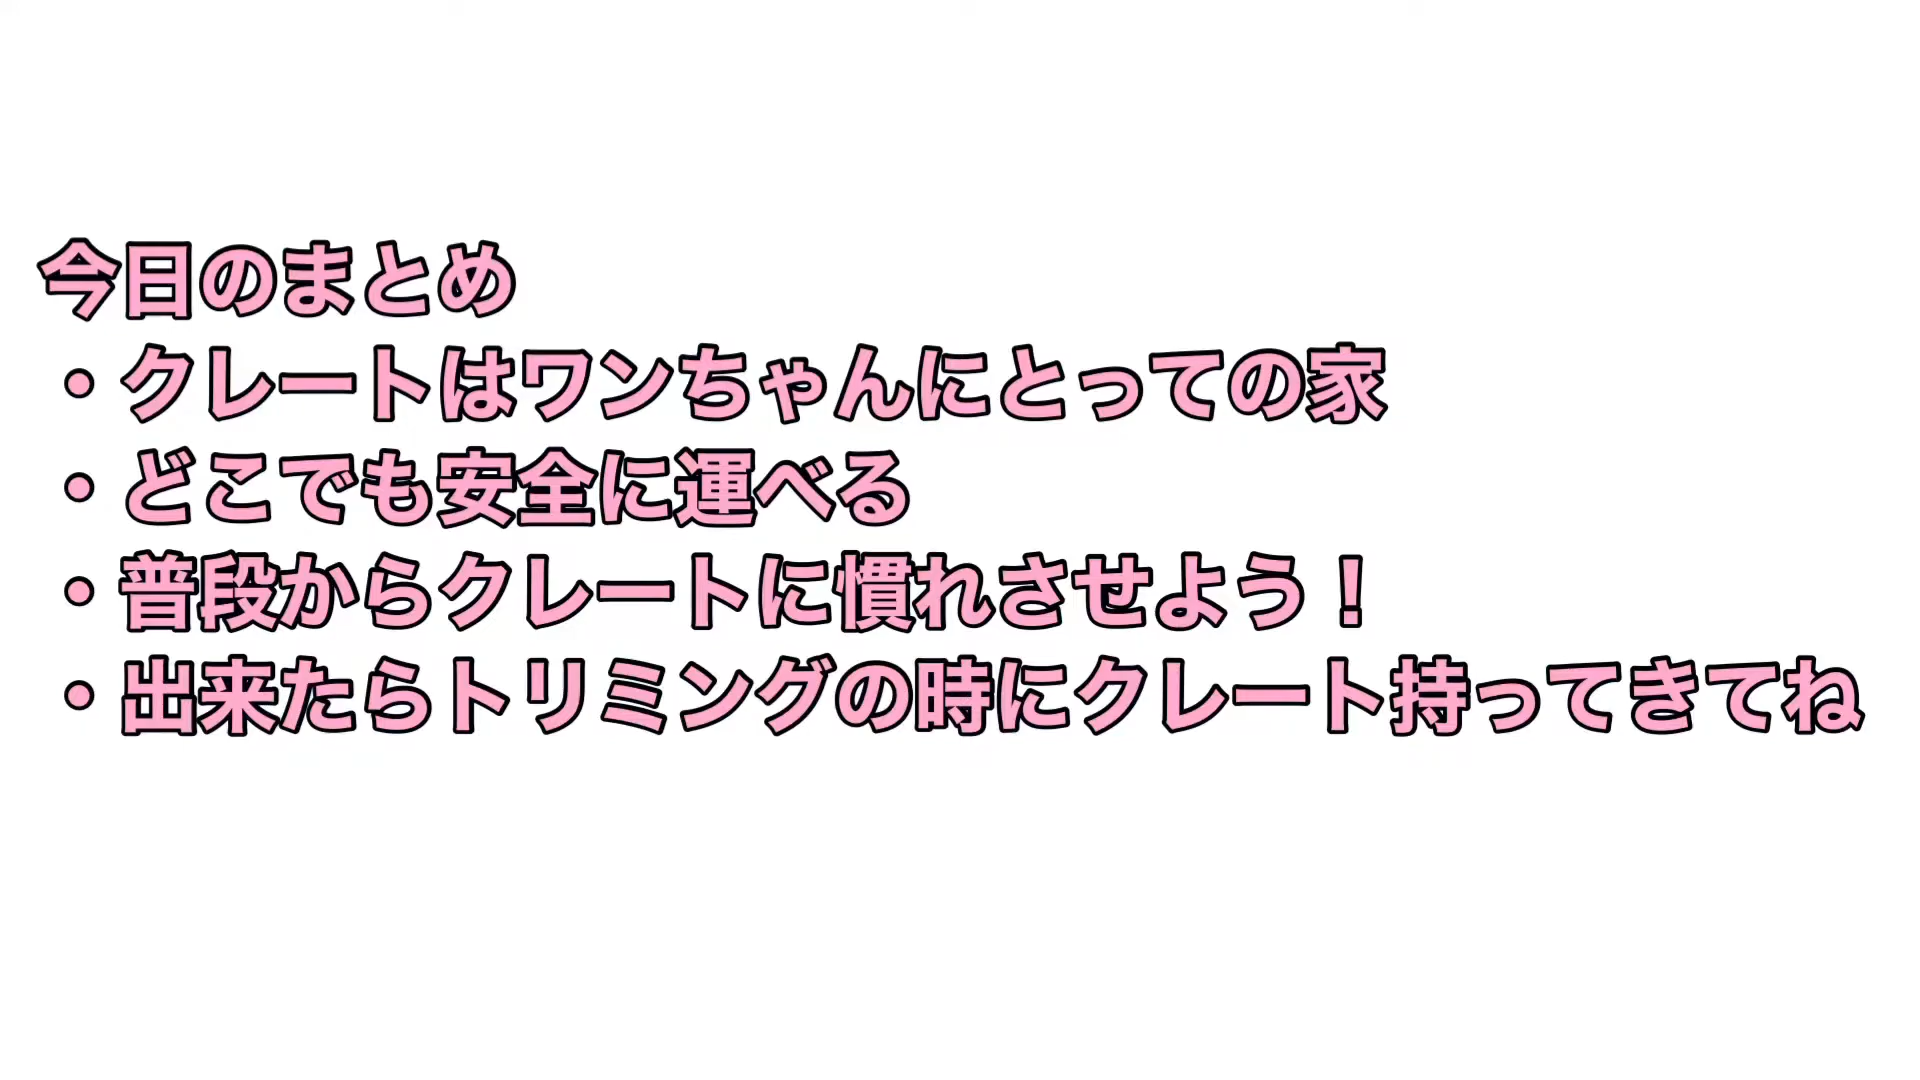 今日のまとめ
・クレートはワンちゃんにとっての家
・どこでも安全に運べる
・普段からクレートに慣れさせよう！
・出来たらトリミングの時にクレート持ってきてね